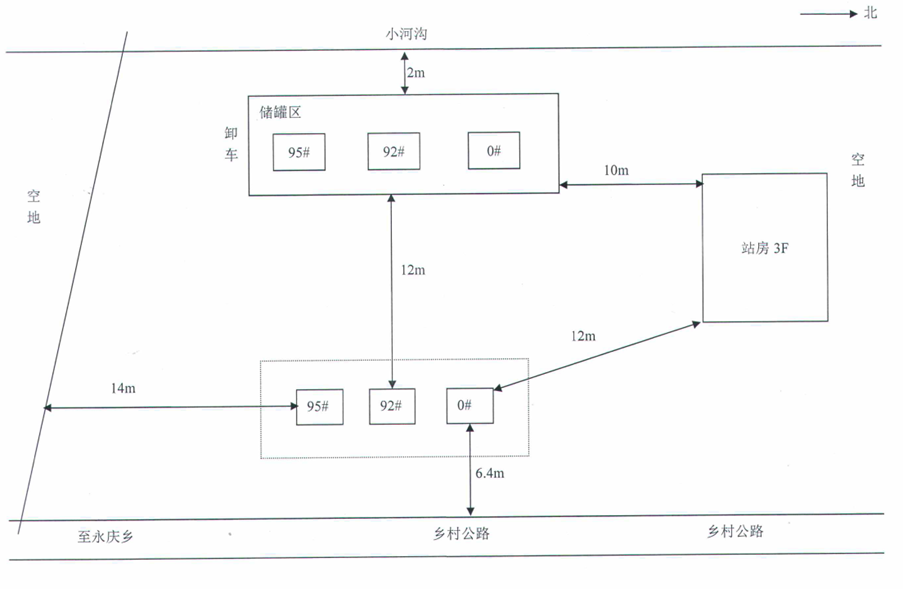 北
小河沟
2m
储罐区
卸车
95#
92#
0#
10m
空地
空地
站房 3F
12m
12m
14m
95#
92#
0#
6.4m
至永庆乡
乡村公路
乡村公路